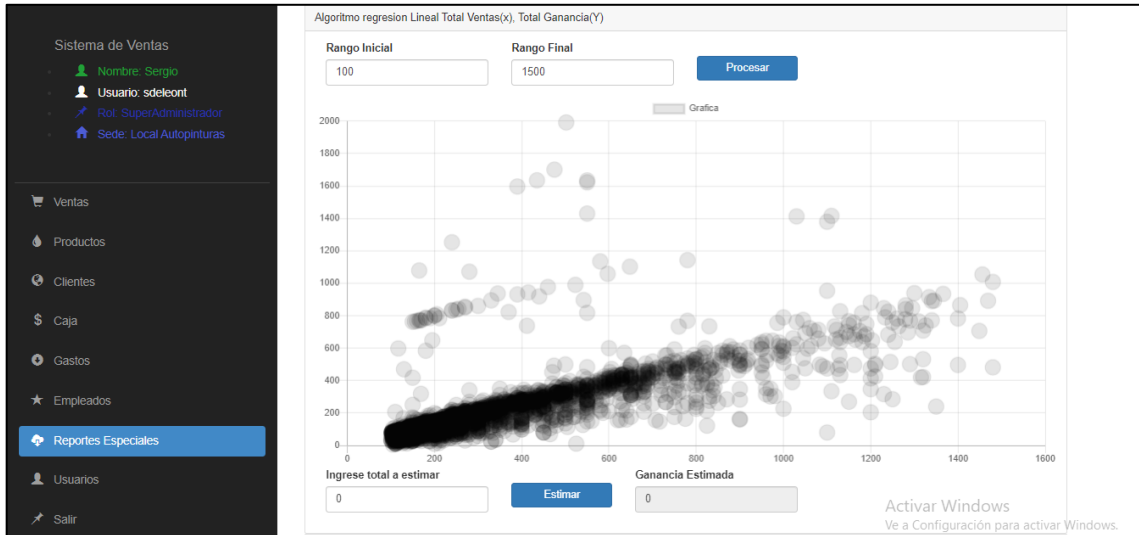 Sistema de Ventas
Nombre: Sergio
Usuario: sdeleont
Rol: SuperAdministrador
Sede: Local Autopinturas
Ventas
Productos
Clientes
$ Caja
Gastos
Empleados
Reportes Especiales
Usuarios
Salir
Algoritmo regresion Lineal Total Ventas(x), Total Ganancia(Y)
Rango Inicial
Rango Final
100
1500
Procesar
Grafica
2000
1800
1600
1400
1200
1000
800
600
400
200
0
0 200 400 600 800 1000 1200 1400 1600
Ingrese total a estimar
Ganancia Estimada
0
Estimar
0
Activar Windows
Ve a Configuración para activar Windows.